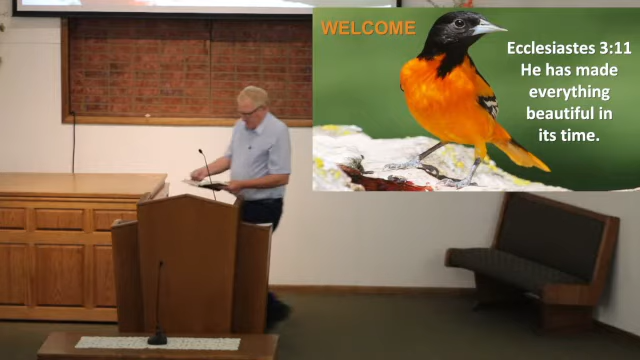 WELCOME
Ecclesiastes 3:11
He has made
everything
beautiful in
its time.